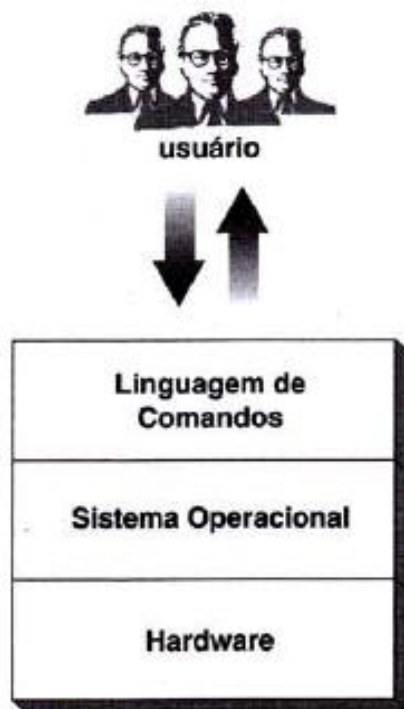 usuário
Linguagem de
Comandos
Sistema Operacional
Hardware